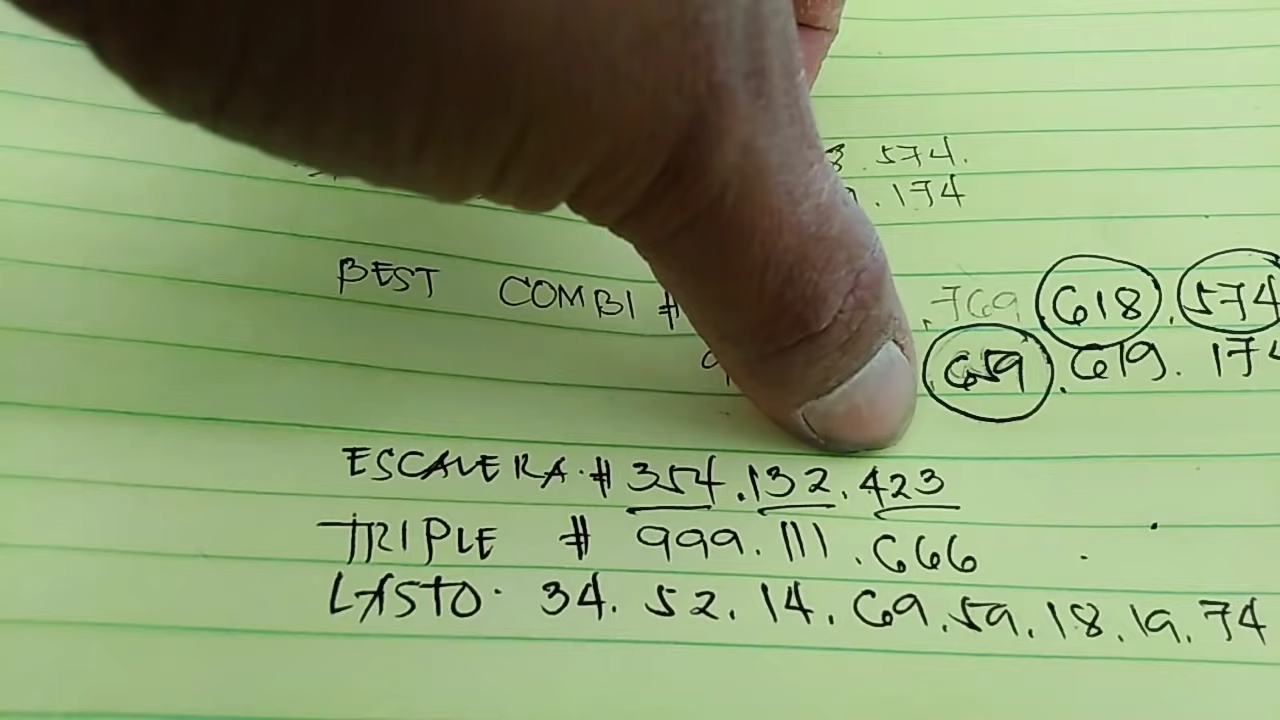 574.
.174
BEST COMBI # .769 618 . 574
659 .619. 174
ESCALERA.# 354.132.423
TRIPLE # 999.111.666
LASTO. 34.52.14.69.59.18.19.74